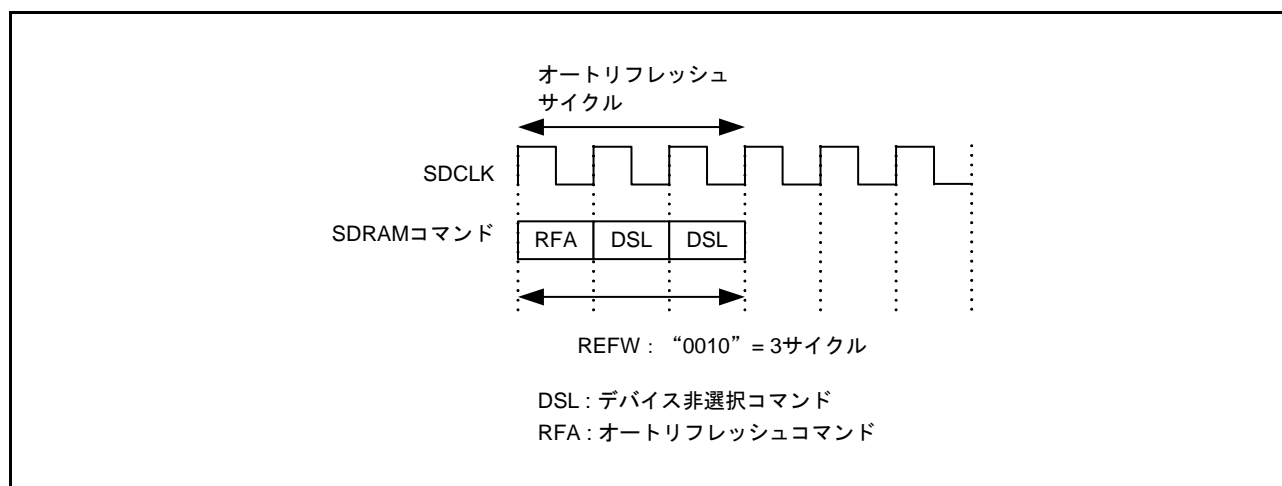 オートリフレッシュ
サイクル
SDCLK
SDRAMコマンド
RFA
DSL
DSL
REFW : “0010” = 3サイクル
DSL : デバイス非選択コマンド
RFA : オートリフレッシュコマンド